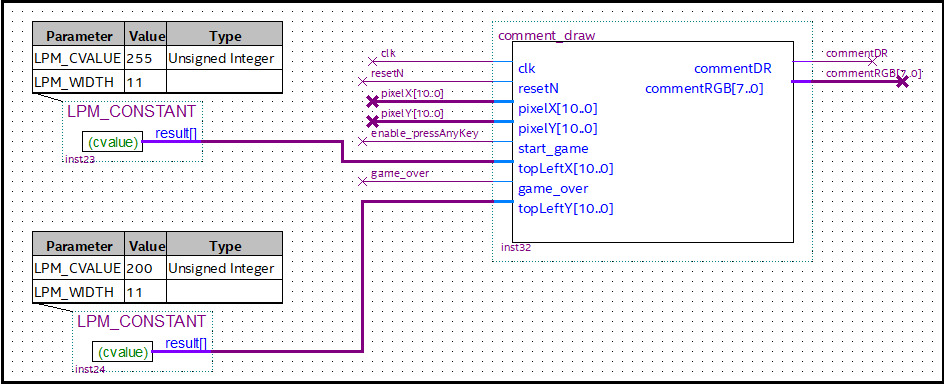 Parameter Value Type
LPM_CVALUE 255 Unsigned Integer
LPM_WIDTH 11
LPM_CONSTANT
(cvalue) result[]
inst23
comment_draw
clk
resetN
pixelX[10..0]
pixelY[10..0]
enable_pressAnyKey
game_over
clk
resetN
pixelX[10..0]
pixelY[10..0]
start_game
topLeftX[10..0]
game_over
topLeftY[10..0]
commentDR
commentRGB[7..0]
commentDR
commentRGB[7..0]
inst32
Parameter Value Type
LPM_CVALUE 200 Unsigned Integer
LPM_WIDTH 11
LPM_CONSTANT
(cvalue) result[]
inst24